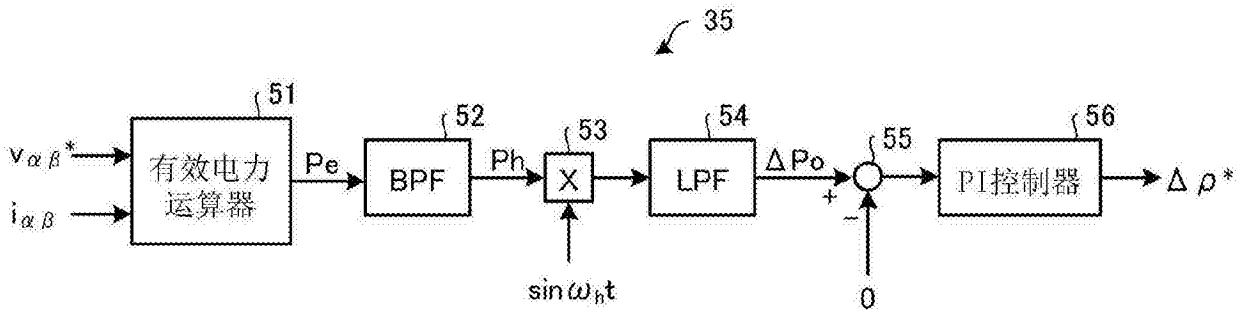 35
51
52
53
54
55
56
vαβ*
iαβ
有效电力
运算器
Pe
BPF
Ph
X
LPF
ΔPo
+
−
PI控制器
Δρ*
sinωht
0